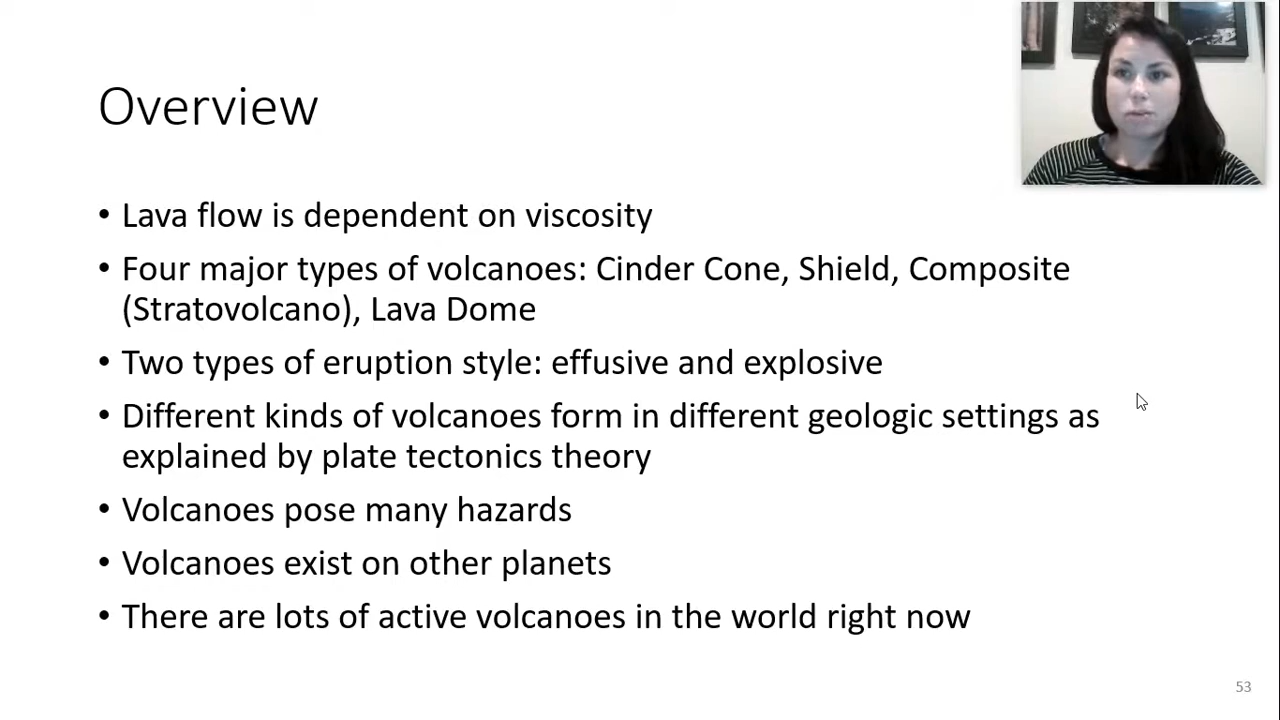 Overview
• Lava flow is dependent on viscosity
• Four major types of volcanoes: Cinder Cone, Shield, Composite
(Stratovolcano), Lava Dome
• Two types of eruption style: effusive and explosive
• Different kinds of volcanoes form in different geologic settings as
explained by plate tectonics theory
• Volcanoes pose many hazards
• Volcanoes exist on other planets
• There are lots of active volcanoes in the world right now
53